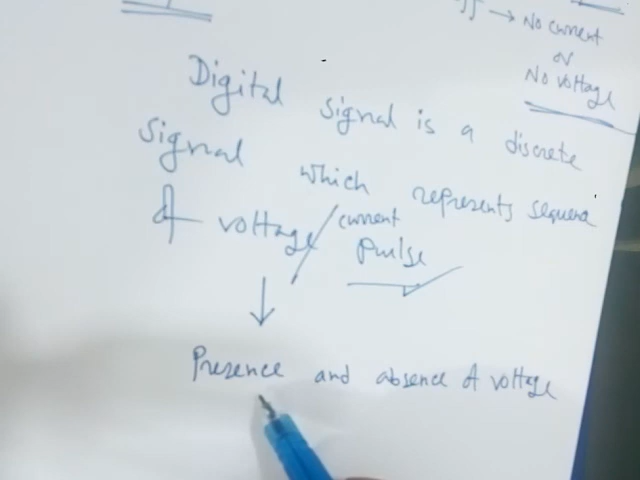 → No current
or
No voltage
Digital signal is a discrete
signal which represents sequence
of voltage/current
pulse
↓
Presence and absence of voltage